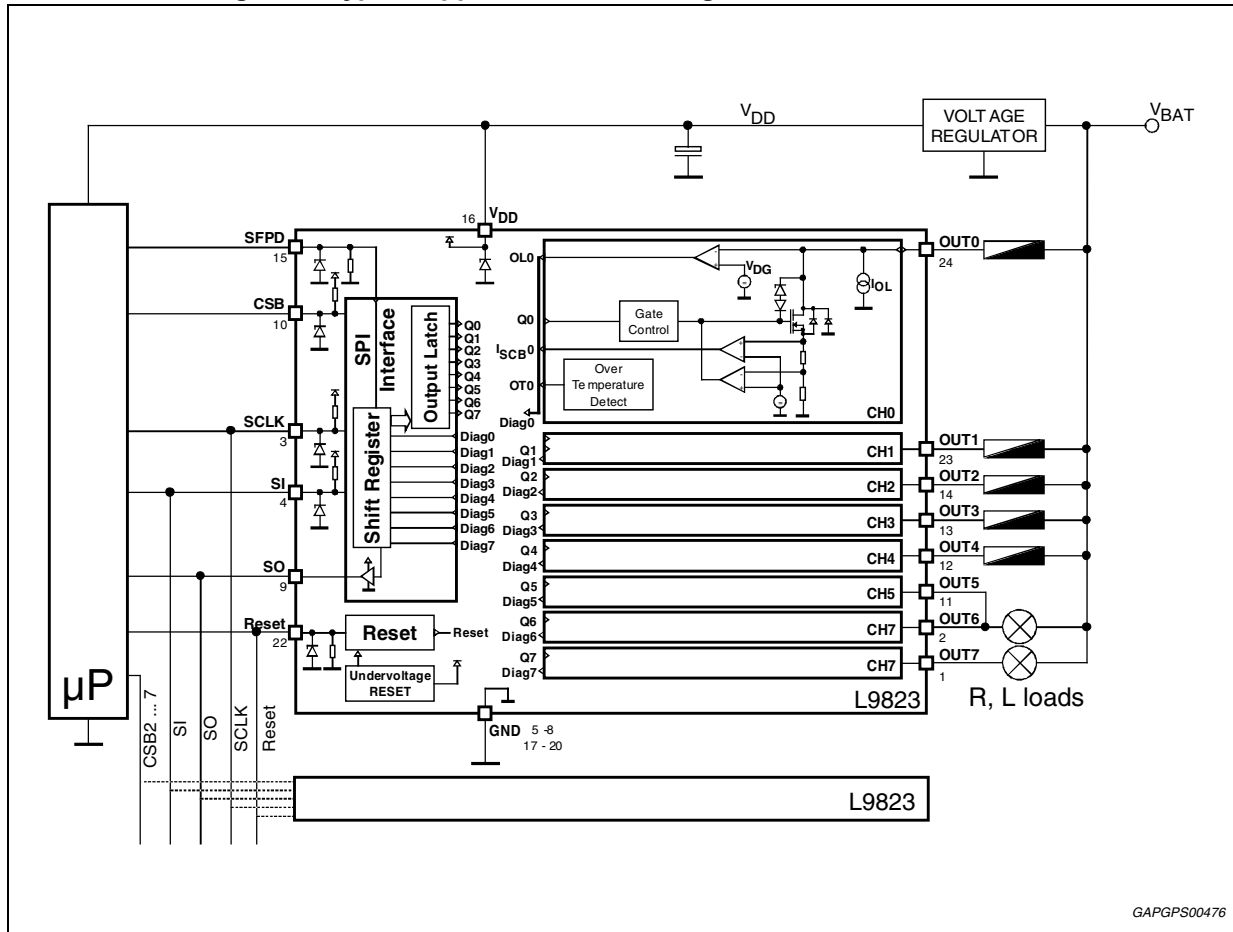 V_DD
VOLTAGE
REGULATOR
V_BAT
16 V_DD
SFPD
15
CSB
10
SCLK
3
SI
4
SO
9
Reset
22
µP
SPI
Interface
Output Latch
Shift Register
Q0
Q1
Q2
Q3
Q4
Q5
Q6
Q7
Diag0
Diag1
Diag2
Diag3
Diag4
Diag5
Diag6
Diag7
Reset
Reset
Undervoltage
RESET
OL0
V_DG
I_OL
Q0
Gate
Control
I_SCB0
OT0
Over
Temperature
Detect
Diag0
CH0
OUT0
24
Q1
Diag1
CH1
OUT1
23
Q2
Diag2
CH2
OUT2
14
Q3
Diag3
CH3
OUT3
13
Q4
Diag4
CH4
OUT4
12
Q5
Diag5
CH5
OUT5
11
Q6
Diag6
CH7
OUT6
2
Q7
Diag7
CH7
OUT7
1
L9823
R, L loads
GND 5 -8
17 - 20
CSB2 ... 7
SI
SO
SCLK
Reset
L9823
GAPGPS00476